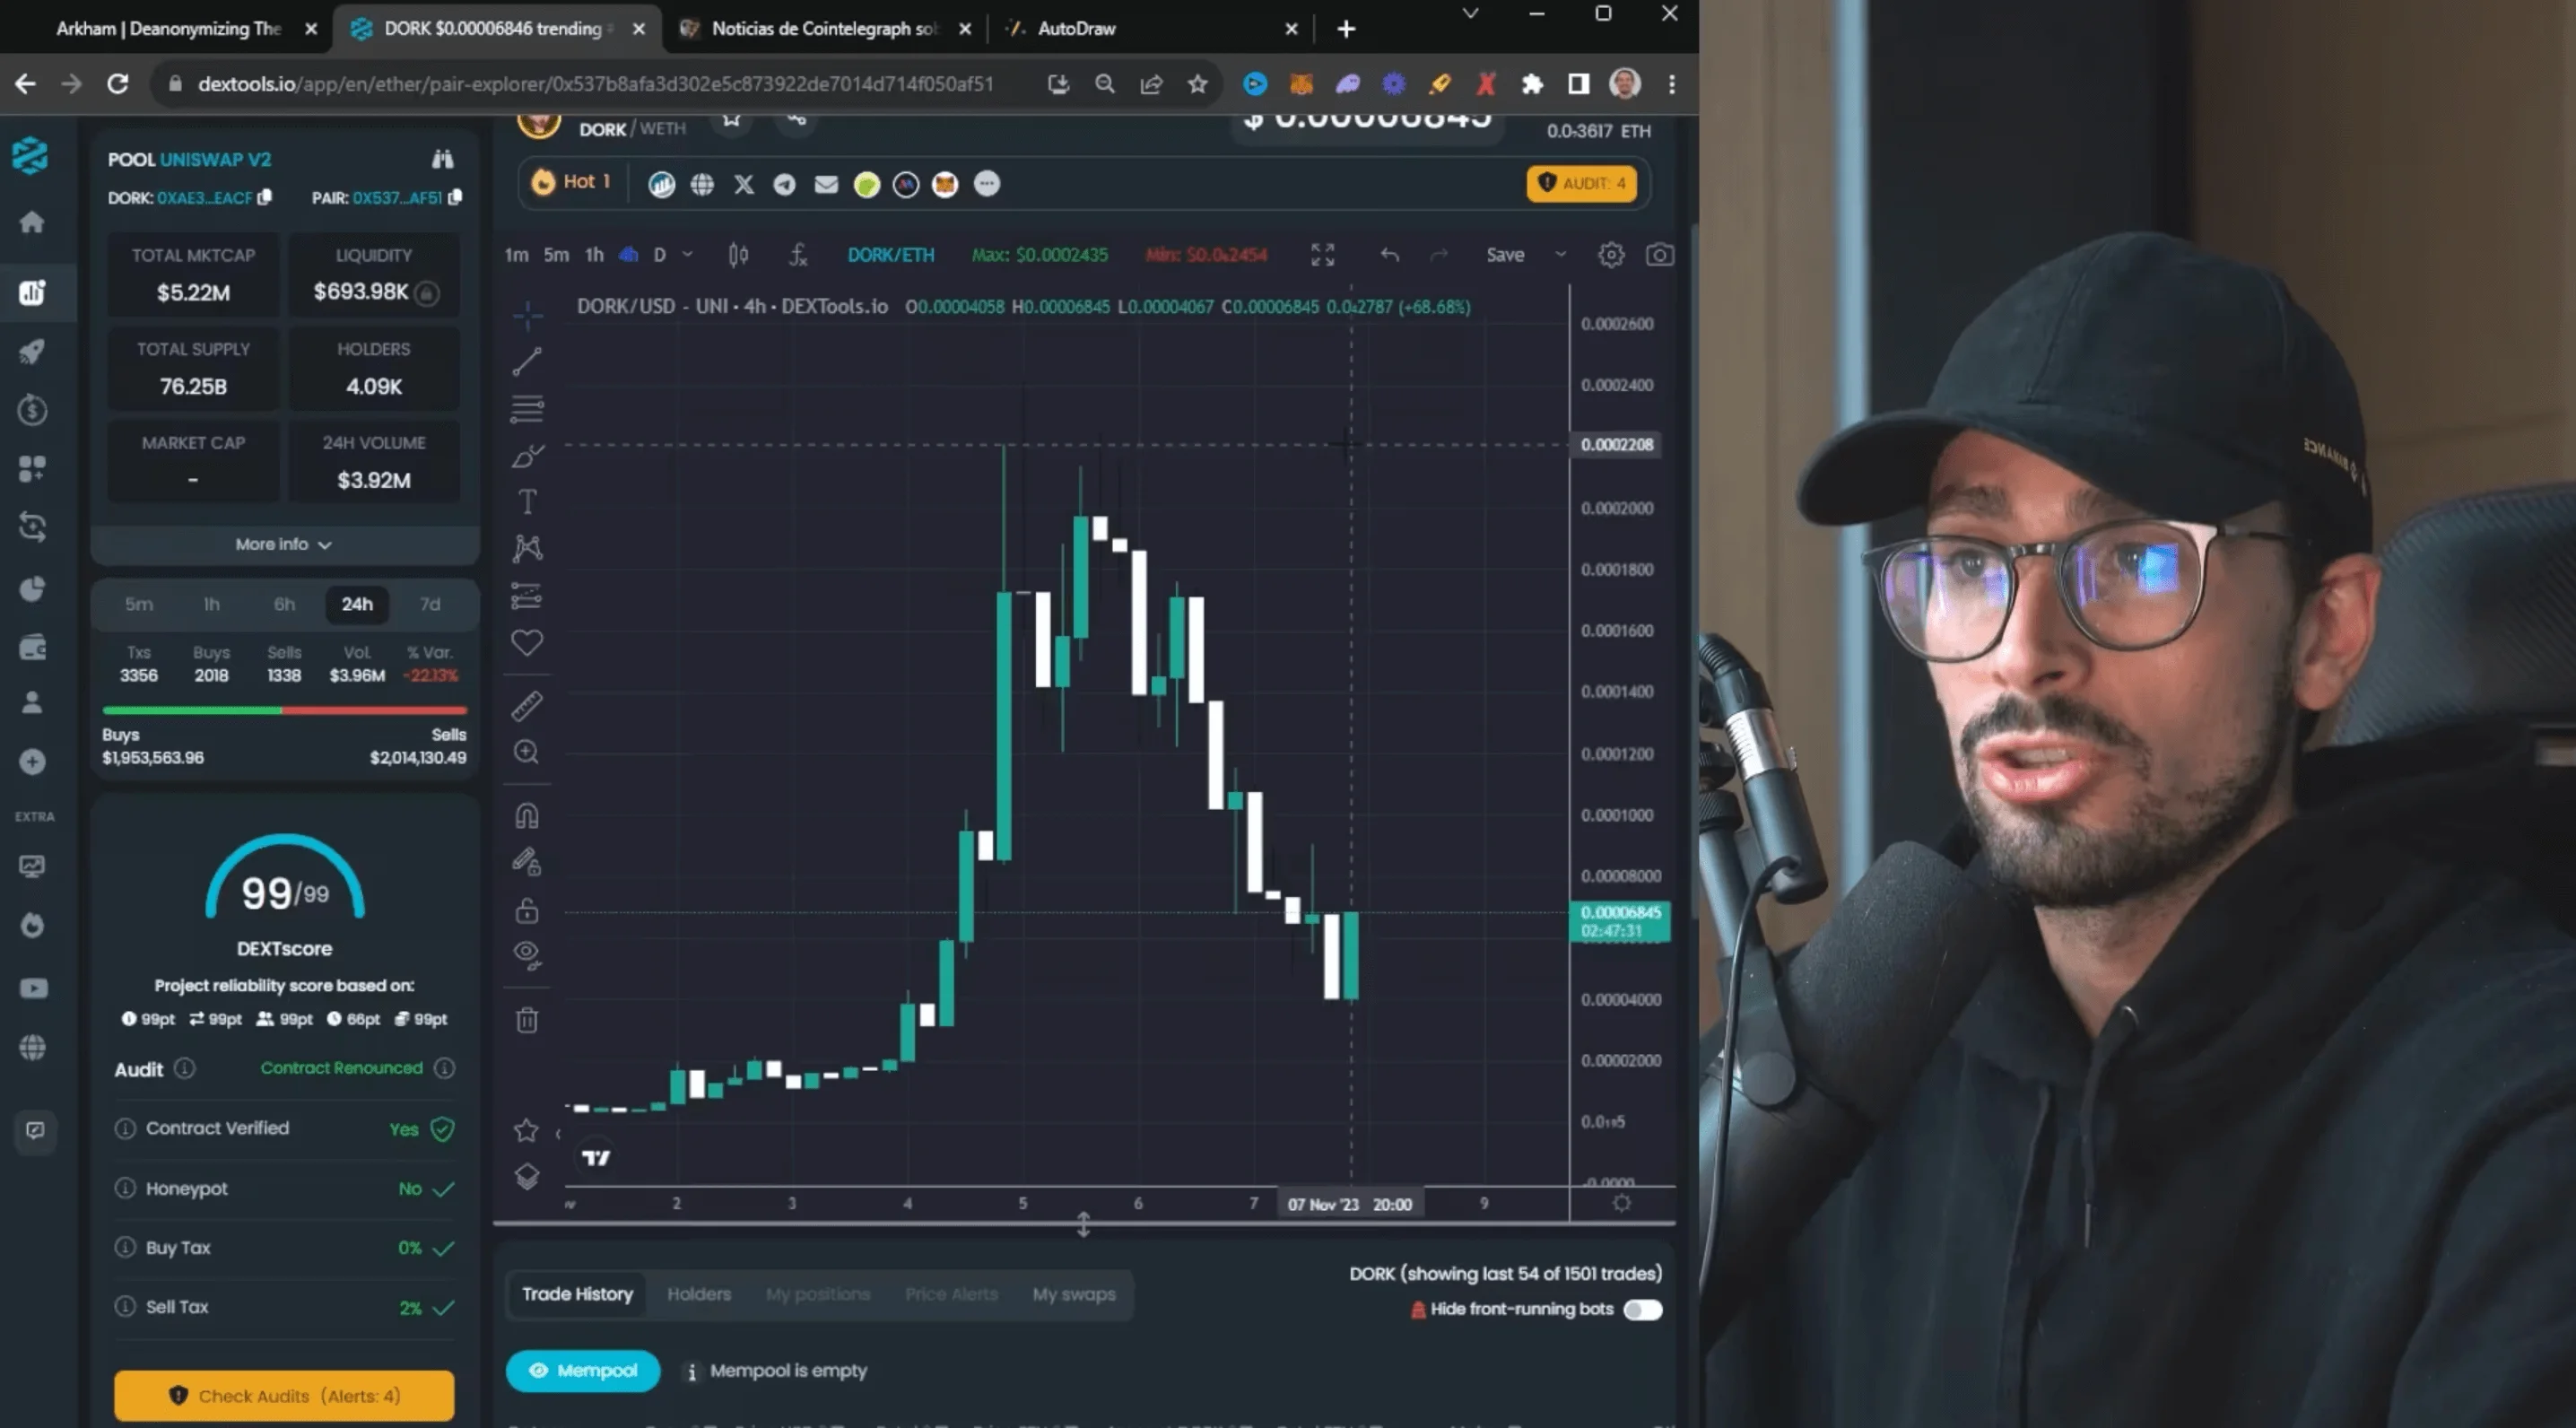 Arkham | Deanonymizing The
DORK $0.00006846 trending
Noticias de Cointelegraph sob
AutoDraw
dextools.io/app/en/ether/pair-explorer/0x537b8afa3d302e5c873922de7014d714f050af51
POOL UNISWAP V2
DORK: 0XAE3...EACF
PAIR: 0X537...AF51
TOTAL MKTCAP
$5.22M
LIQUIDITY
$693.98K
TOTAL SUPPLY
76.25B
HOLDERS
4.09K
MARKET CAP
-
24H VOLUME
$3.92M
More info
5m 1h 6h 24h 7d
Txs Buys Sells Vol. % Var.
3356 2018 1338 $3.96M -22.13%
Buys Sells
$1,953,563.96 $2,014,130.49
EXTRA
99/99
DEXTscore
Project reliability score based on:
99pt 99pt 99pt 66pt 99pt
Audit Contract Renounced
Contract Verified Yes
Honeypot No
Buy Tax 0%
Sell Tax 2%
Check Audits (Alerts: 4)
DORK / WETH
$ 0.00006845
0.0₇3617 ETH
Hot 1
AUDIT: 4
1m 5m 1h 4h D
DORK/ETH
Max: $0.0002435
Min: $0.0₆2454
Save
DORK/USD - UNI · 4h · DEXTools.io O0.00004058 H0.00006845 L0.00004067 C0.00006845 0.0₄2787 (+68.68%)
0.0002600
0.0002400
0.0002208
0.0002000
0.0001800
0.0001600
0.0001400
0.0001200
0.0001000
0.00008000
0.00006845
02:47:31
0.00004000
0.00002000
-0.0000
2 3 4 5 6 7 07 Nov '23 20:00 9
Trade History Holders My positions Price Alerts My swaps
DORK (showing last 54 of 1501 trades)
Hide front-running bots
Mempool
Mempool is empty
BINANCE